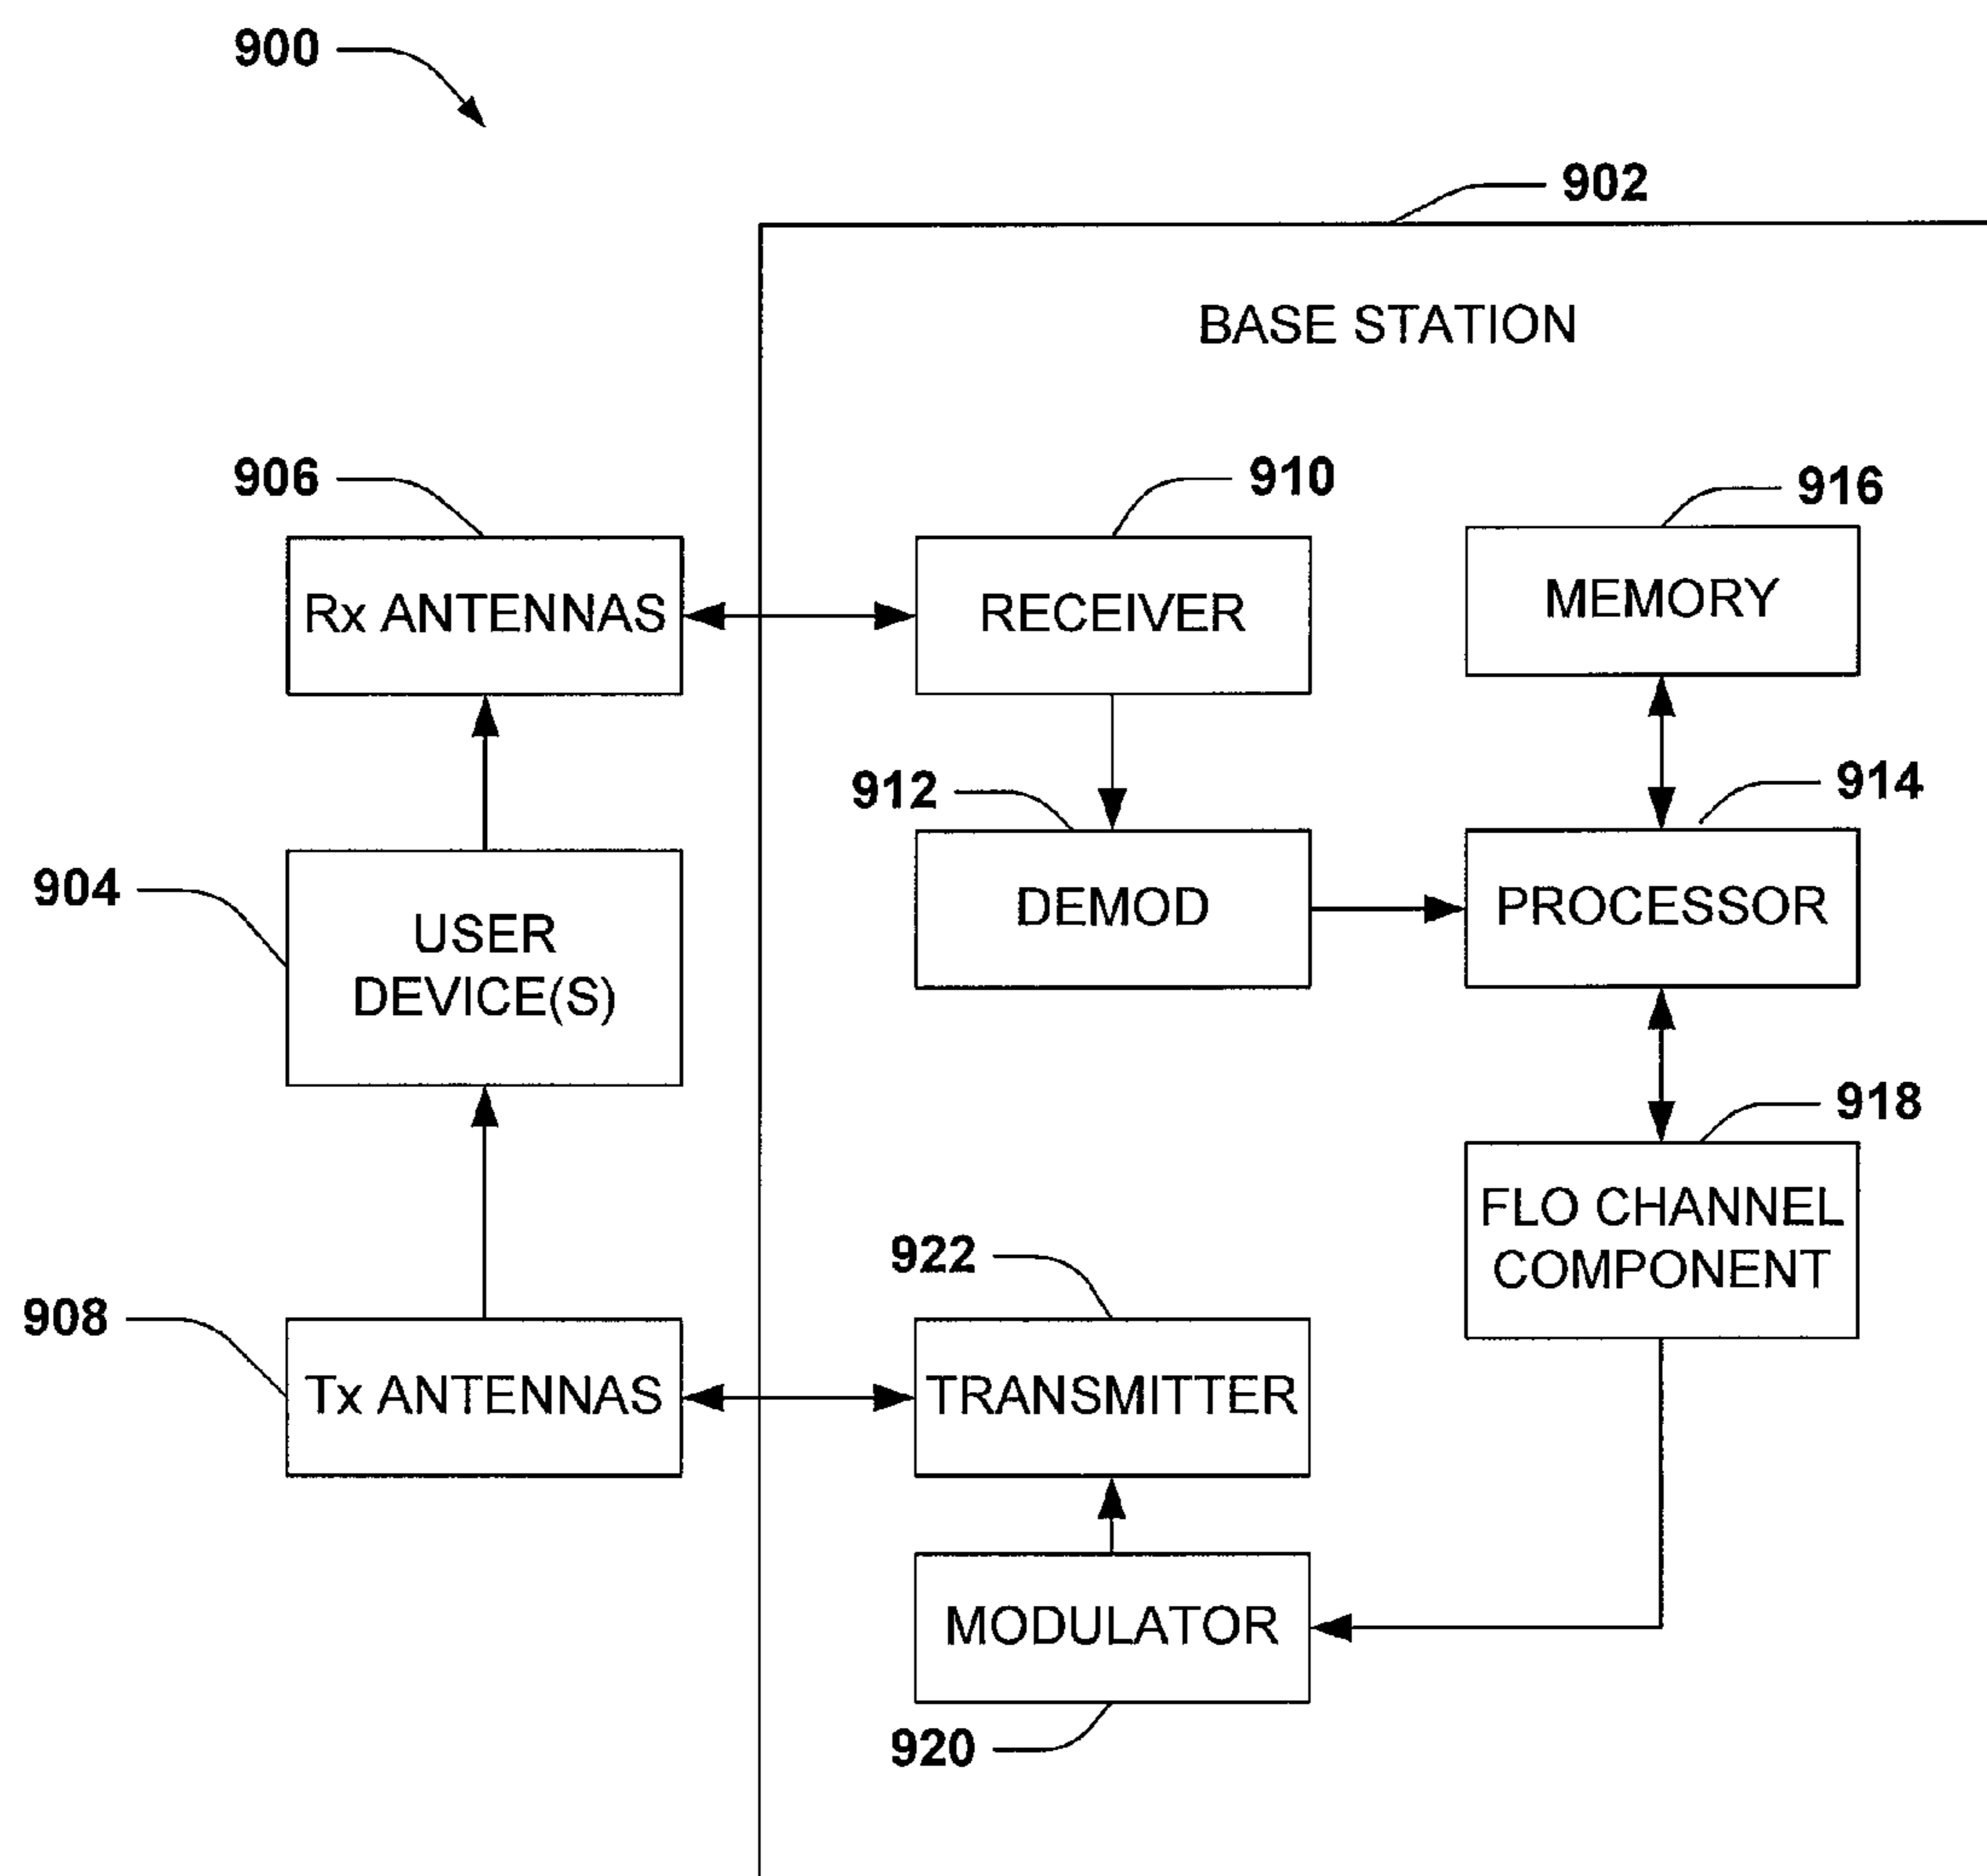 900
902
BASE STATION
906
910
916
Rx ANTENNAS
RECEIVER
MEMORY
912
914
904
USER
DEVICE(S)
DEMOD
PROCESSOR
918
FLO CHANNEL
COMPONENT
922
908
Tx ANTENNAS
TRANSMITTER
MODULATOR
920